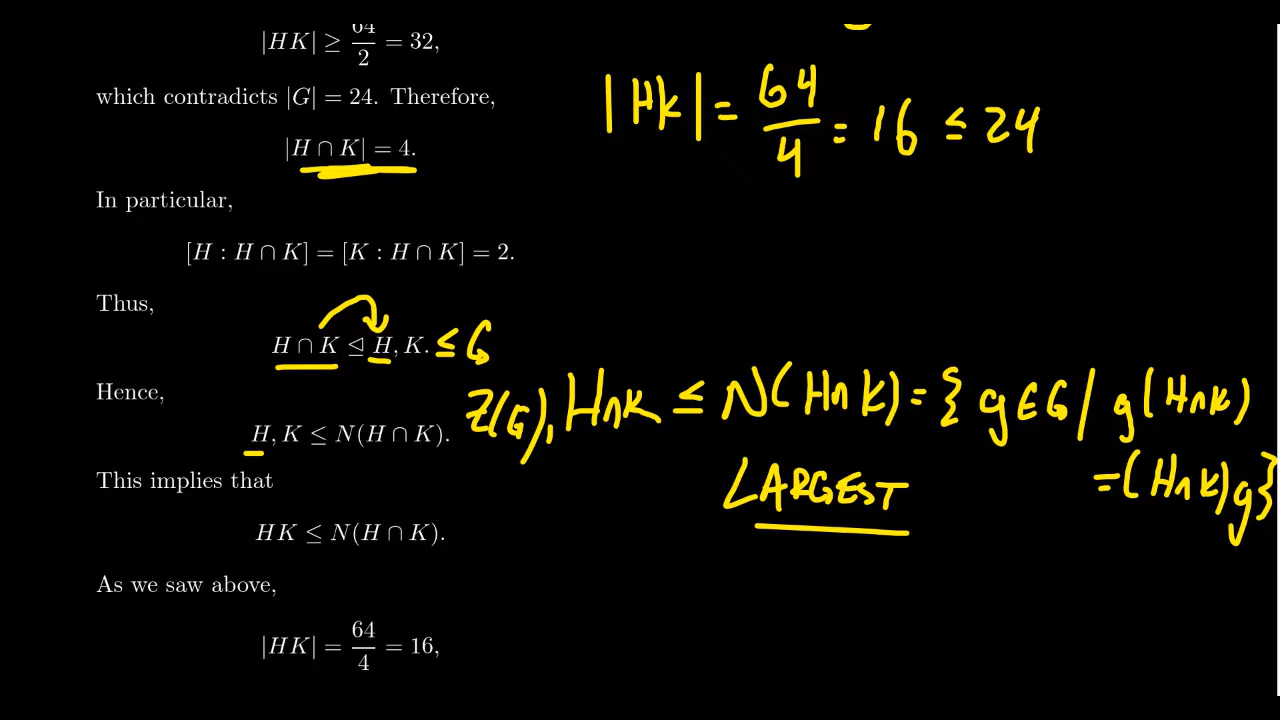 |HK| ≥ 64/2 = 32,
which contradicts |G| = 24. Therefore,
|H ∩ K| = 4.
In particular,
[H : H ∩ K] = [K : H ∩ K] = 2.
Thus,
H ∩ K ⊴ H, K. ≤ G
Hence,
H, K ≤ N(H ∩ K).
This implies that
HK ≤ N(H ∩ K).
As we saw above,
|HK| = 64/4 = 16,
|HK| = 64/4 = 16 ≤ 24
Z(G), H∩K ≤ N(H∩K) = { g∈G / g(H∩K)
= (H∩K)g}
LARGEST